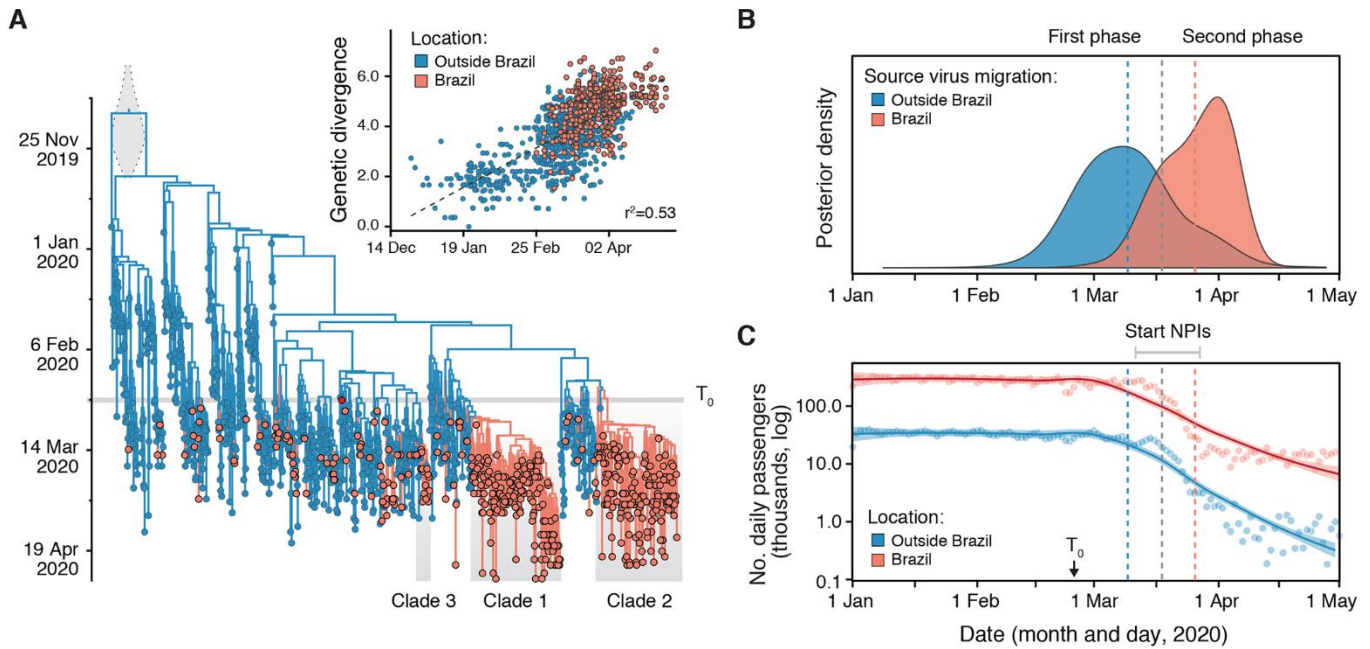 A
Location:
Outside Brazil
Brazil
Genetic divergence
6.0
4.0
2.0
0.0
r²=0.53
14 Dec
19 Jan
25 Feb
02 Apr
25 Nov
2019
1 Jan
2020
6 Feb
2020
14 Mar
2020
19 Apr
2020
T₀
Clade 3
Clade 1
Clade 2
B
First phase
Second phase
Source virus migration:
Outside Brazil
Brazil
Posterior density
1 Jan
1 Feb
1 Mar
1 Apr
1 May
C
Start NPIs
No. daily passengers
(thousands, log)
100.0
10.0
1.0
0.1
Location:
Outside Brazil
Brazil
T₀
1 Jan
1 Feb
1 Mar
1 Apr
1 May
Date (month and day, 2020)